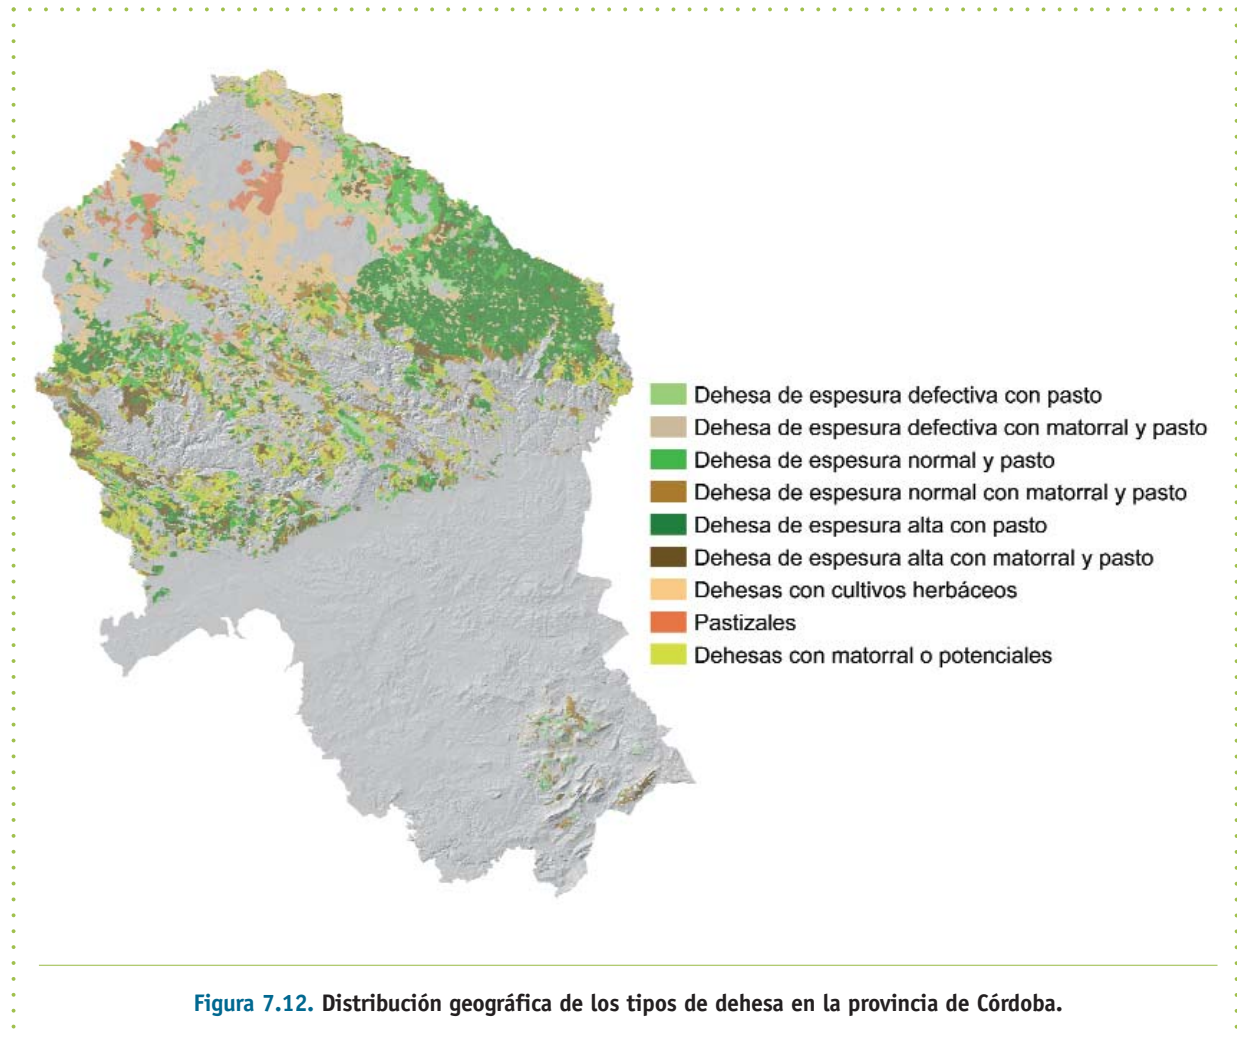 Dehesa de espesura defectiva con pasto
Dehesa de espesura defectiva con matorral y pasto
Dehesa de espesura normal y pasto
Dehesa de espesura normal con matorral y pasto
Dehesa de espesura alta con pasto
Dehesa de espesura alta con matorral y pasto
Dehesas con cultivos herbáceos
Pastizales
Dehesas con matorral o potenciales
Figura 7.12. Distribución geográfica de los tipos de dehesa en la provincia de Córdoba.